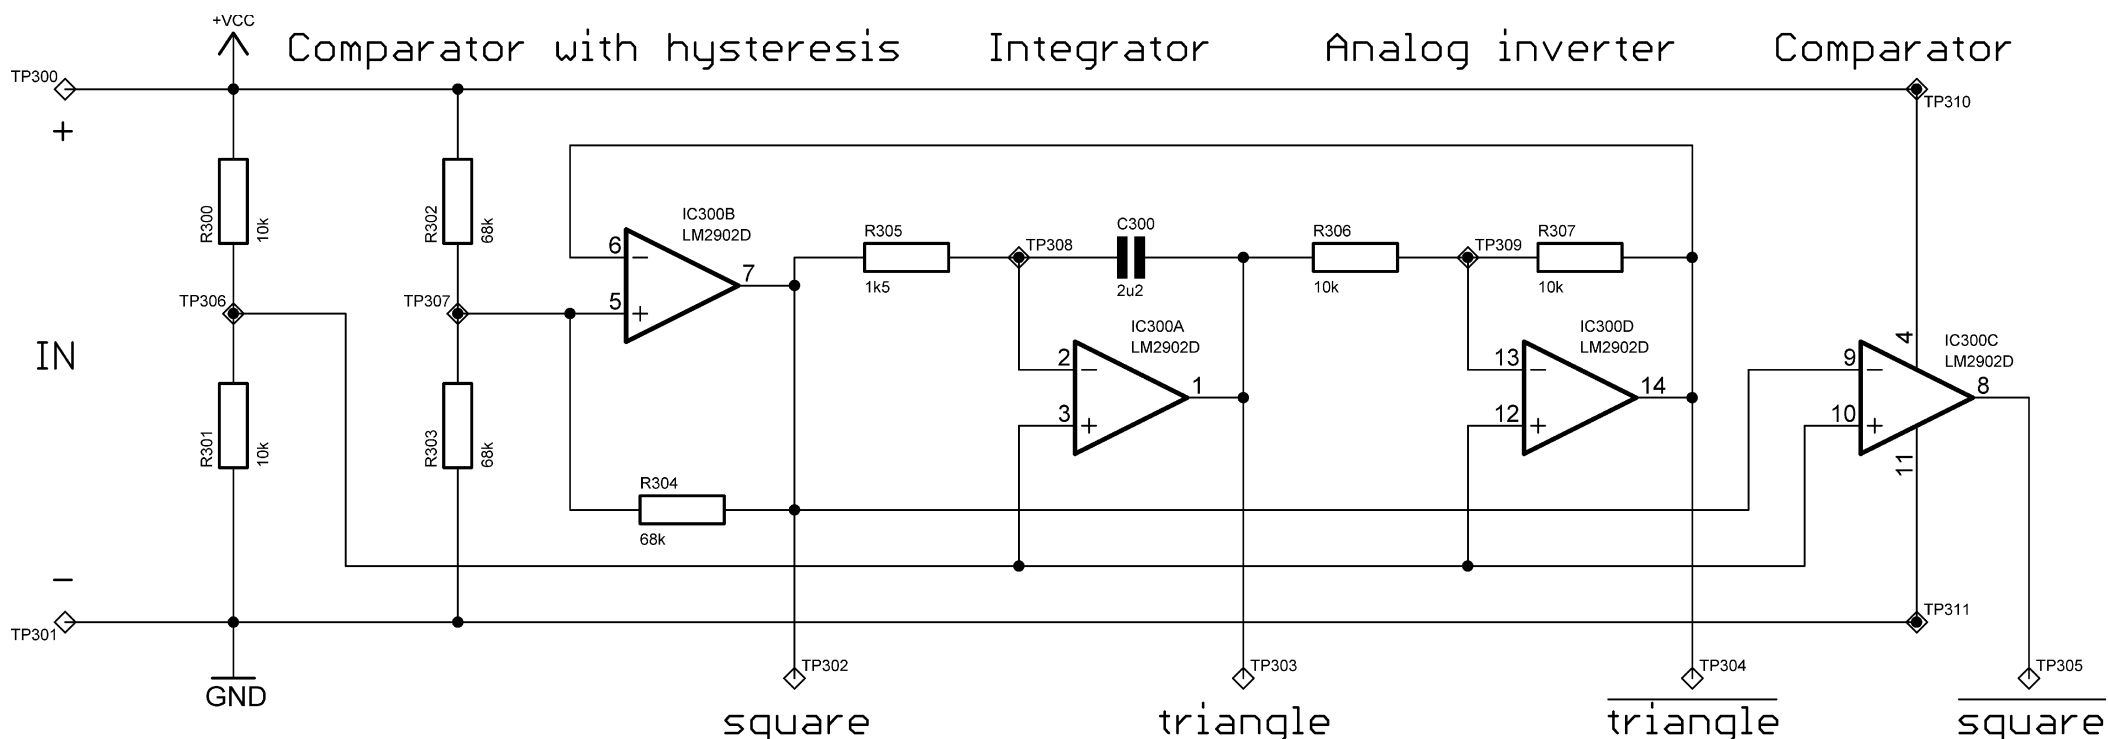 +VCC
Comparator with hysteresis
Integrator
Analog inverter
Comparator
TP300
TP310
+
R300
10k
R302
68k
IC300B
LM2902D
6
−
7
5
+
R305
1k5
TP308
C300
2u2
R306
10k
TP309
R307
10k
TP306
TP307
IN
IC300A
LM2902D
2
−
1
3
+
IC300D
LM2902D
13
−
14
12
+
4
IC300C
LM2902D
9
−
8
10
+
11
R301
10k
R303
68k
R304
68k
−
TP301
TP311
GND
TP302
TP303
TP304
TP305
square
triangle
triangle
square